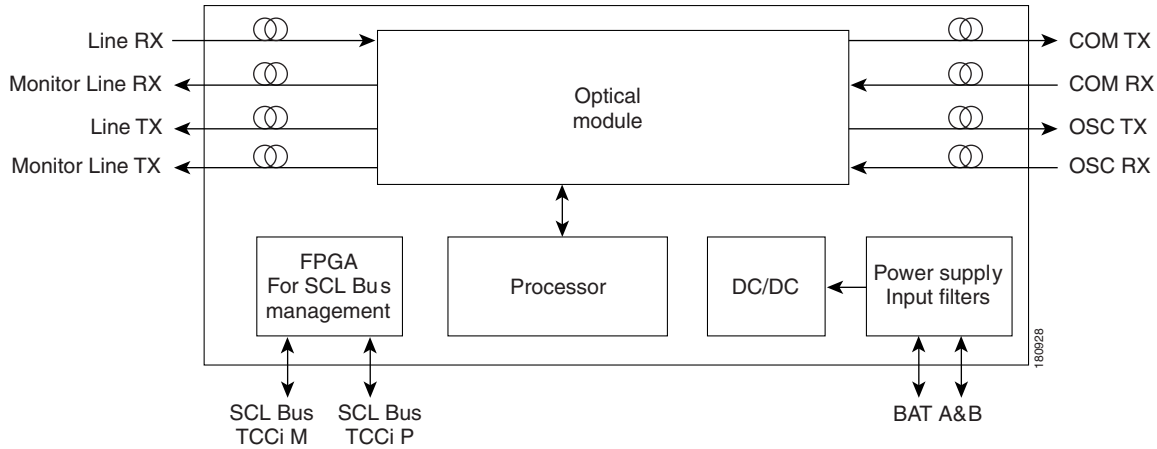 Line RX
Monitor Line RX
Line TX
Monitor Line TX
Optical
module
COM TX
COM RX
OSC TX
OSC RX
FPGA
For SCL Bus
management
Processor
DC/DC
Power supply
Input filters
180928
SCL Bus
TCCi M
SCL Bus
TCCi P
BAT A&B